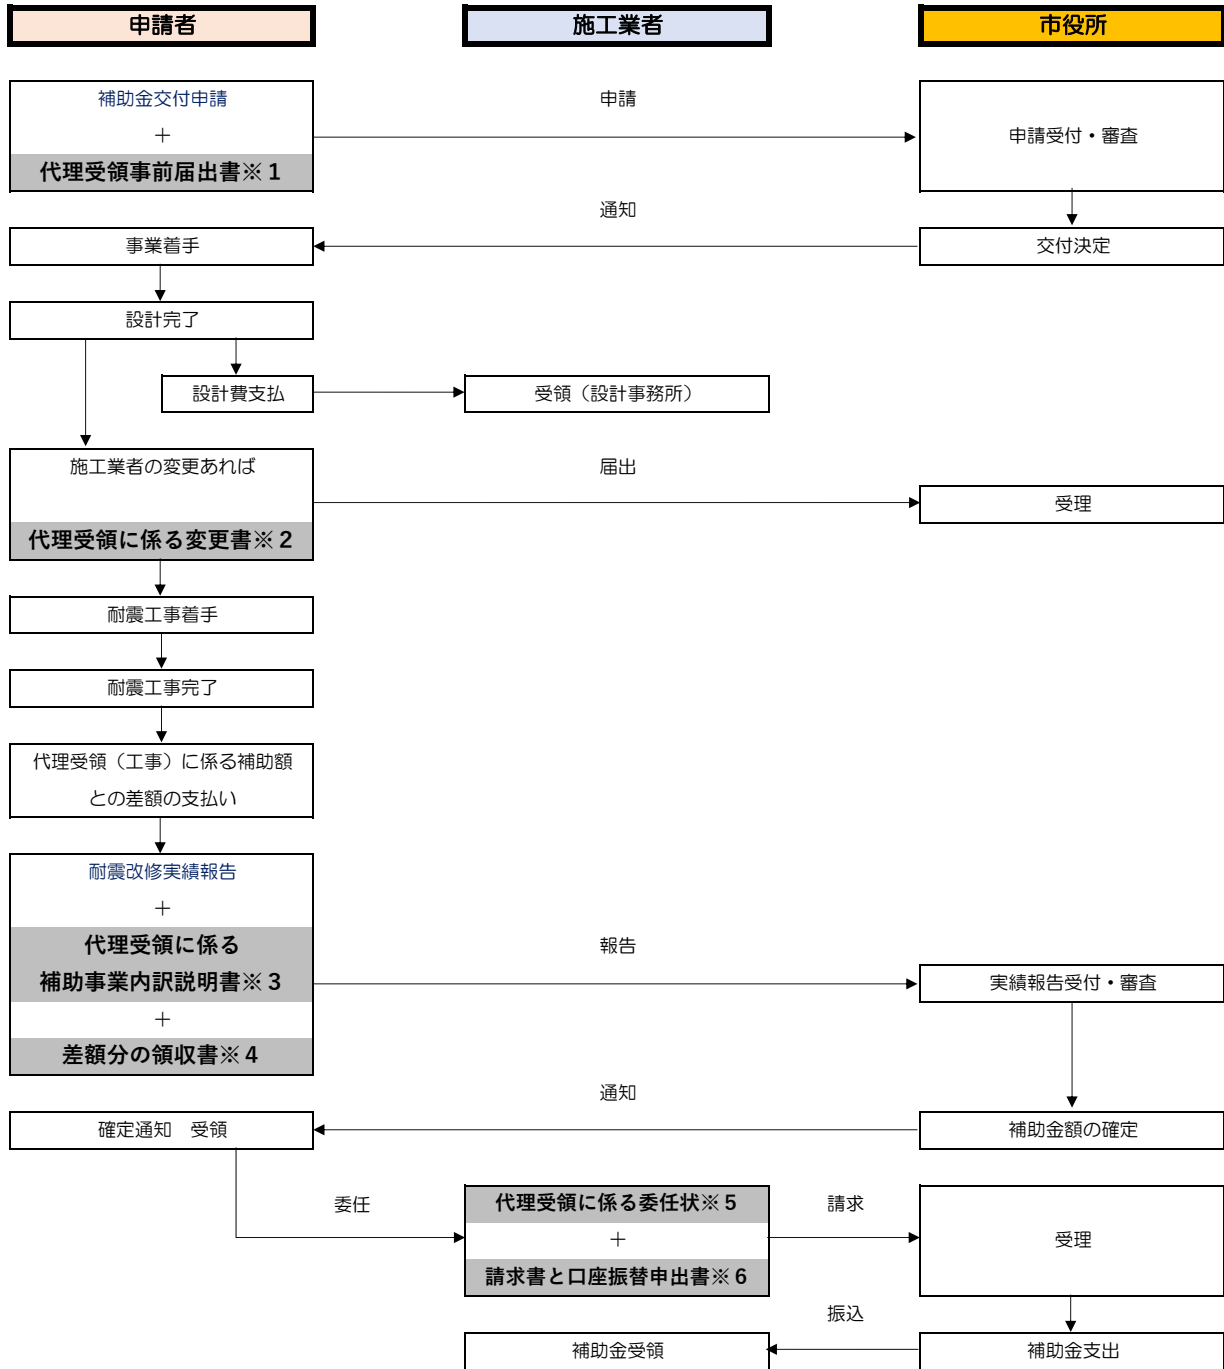 申請者
施工業者
市役所
補助金交付申請
＋
代理受領事前届出書※１
申請
申請受付・審査
通知
事業着手
交付決定
設計完了
設計費支払
受領（設計事務所）
施工業者の変更あれば
代理受領に係る変更書※２
届出
受理
耐震工事着手
耐震工事完了
代理受領（工事）に係る補助額
との差額の支払い
耐震改修実績報告
＋
代理受領に係る
補助事業内訳説明書※３
＋
差額分の領収書※４
報告
実績報告受付・審査
通知
確定通知　受領
補助金額の確定
委任
代理受領に係る委任状※５
＋
請求書と口座振替申出書※６
請求
受理
振込
補助金受領
補助金支出